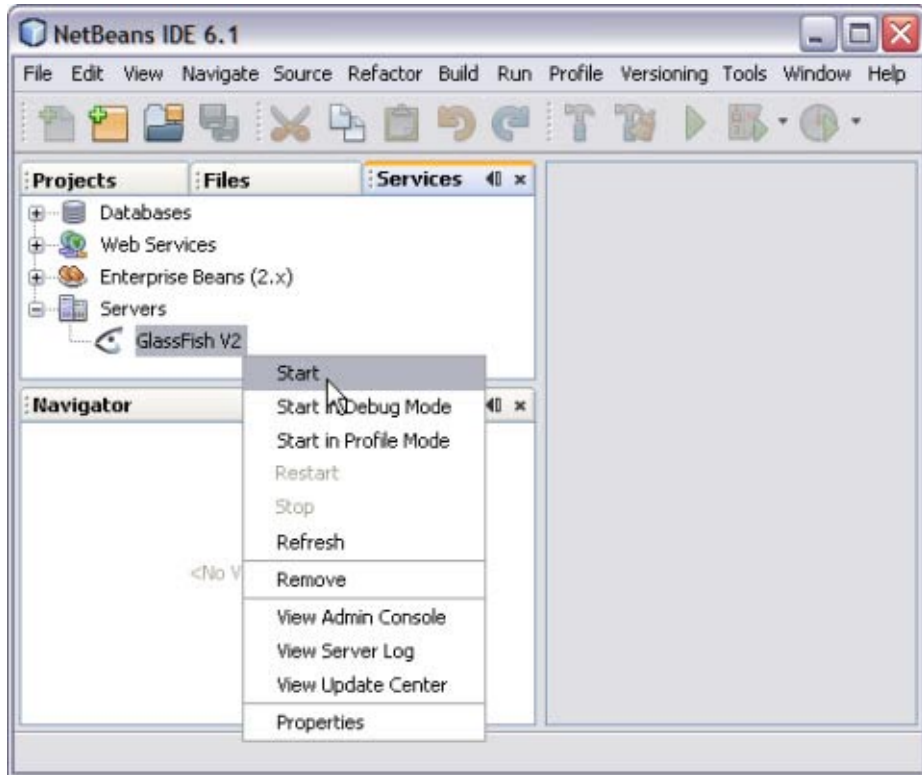 NetBeans IDE 6.1
File Edit View Navigate Source Refactor Build Run Profile Versioning Tools Window Help
Projects Files Services
Databases
Web Services
Enterprise Beans (2.x)
Servers
GlassFish V2
Start
Navigator
Start in Debug Mode
Start in Profile Mode
Restart
Stop
Refresh
<No V
Remove
View Admin Console
View Server Log
View Update Center
Properties